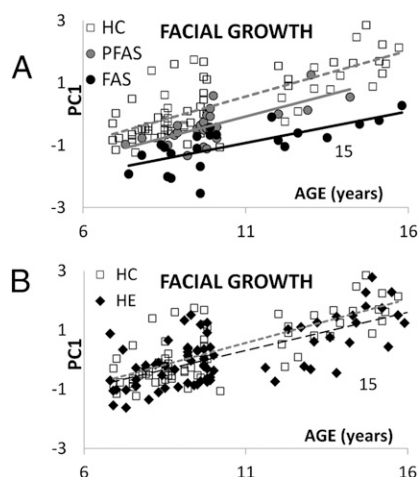 A
FACIAL GROWTH
3
HC
PFAS
FAS
1
PC1
-1
15
AGE (years)
-3
6
11
16
B
FACIAL GROWTH
3
HC
HE
1
PC1
-1
15
AGE (years)
-3
6
11
16